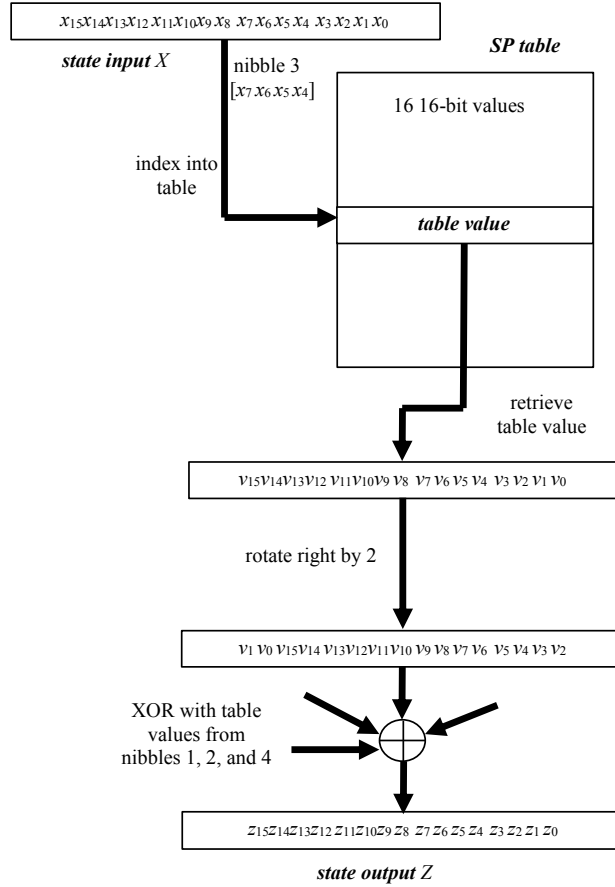 x₁₅x₁₄x₁₃x₁₂ x₁₁x₁₀x₉ x₈ x₇ x₆ x₅ x₄ x₃ x₂ x₁ x₀
state input X
SP table
nibble 3
[x₇ x₆ x₅ x₄]
16 16-bit values
index into
table
table value
retrieve
table value
v₁₅v₁₄v₁₃v₁₂ v₁₁v₁₀v₉ v₈ v₇ v₆ v₅ v₄ v₃ v₂ v₁ v₀
rotate right by 2
v₁ v₀ v₁₅v₁₄ v₁₃v₁₂v₁₁v₁₀ v₉ v₈ v₇ v₆ v₅ v₄ v₃ v₂
XOR with table
values from
nibbles 1, 2, and 4
z₁₅z₁₄z₁₃z₁₂ z₁₁z₁₀z₉ z₈ z₇ z₆ z₅ z₄ z₃ z₂ z₁ z₀
state output Z